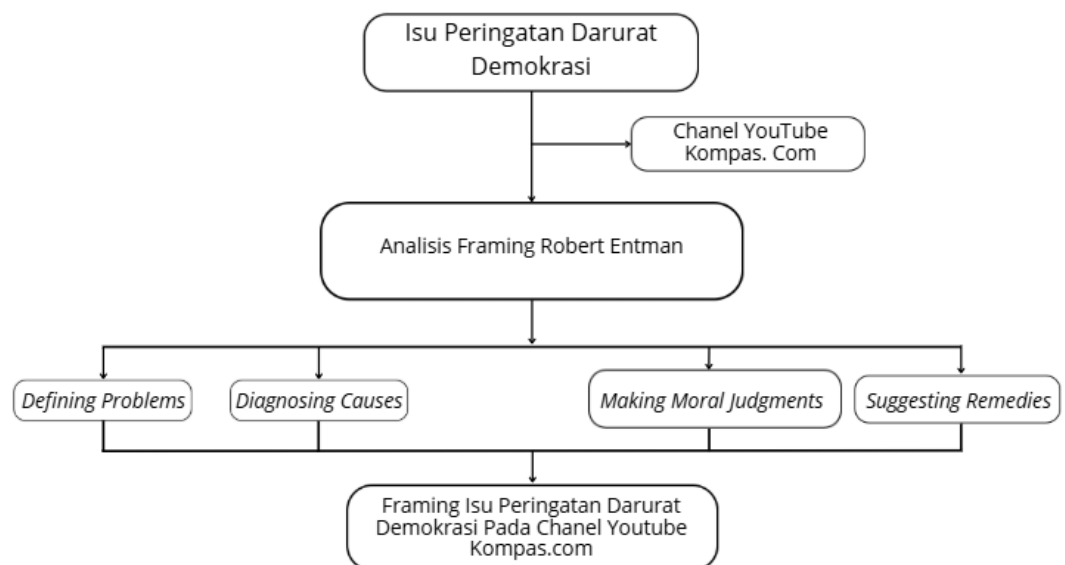 Isu Peringatan Darurat
Demokrasi
Chanel YouTube
Kompas. Com
Analisis Framing Robert Entman
Defining Problems
Diagnosing Causes
Making Moral Judgments
Suggesting Remedies
Framing Isu Peringatan Darurat
Demokrasi Pada Chanel Youtube
Kompas.com